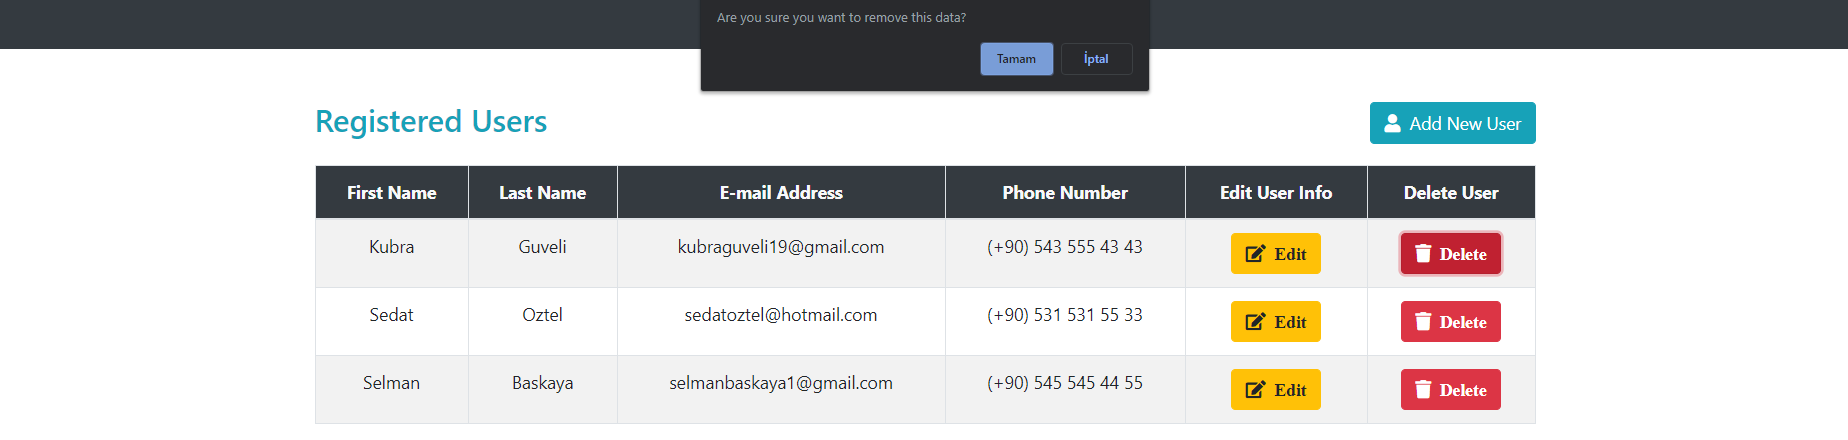 Are you sure you want to remove this data?
Tamam İptal
Registered Users Add New User
First Name Last Name E-mail Address Phone Number Edit User Info Delete User
Kubra Guveli kubraguveli19@gmail.com (+90) 543 555 43 43 Edit Delete
Sedat Oztel sedatoztel@hotmail.com (+90) 531 531 55 33 Edit Delete
Selman Baskaya selmanbaskaya1@gmail.com (+90) 545 545 44 55 Edit Delete